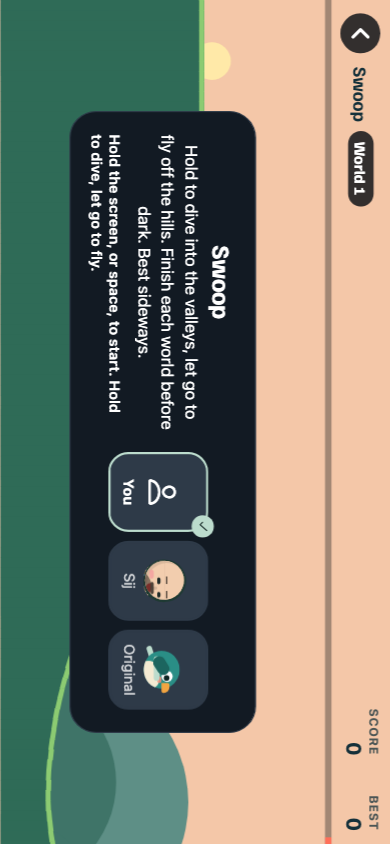 Swoop
World 1
SCORE
0
BEST
0
Swoop
Hold to dive into the valleys, let go to
fly off the hills. Finish each world before
dark. Best sideways.
Hold the screen, or space, to start. Hold
to dive, let go to fly.
You
Sij
Original